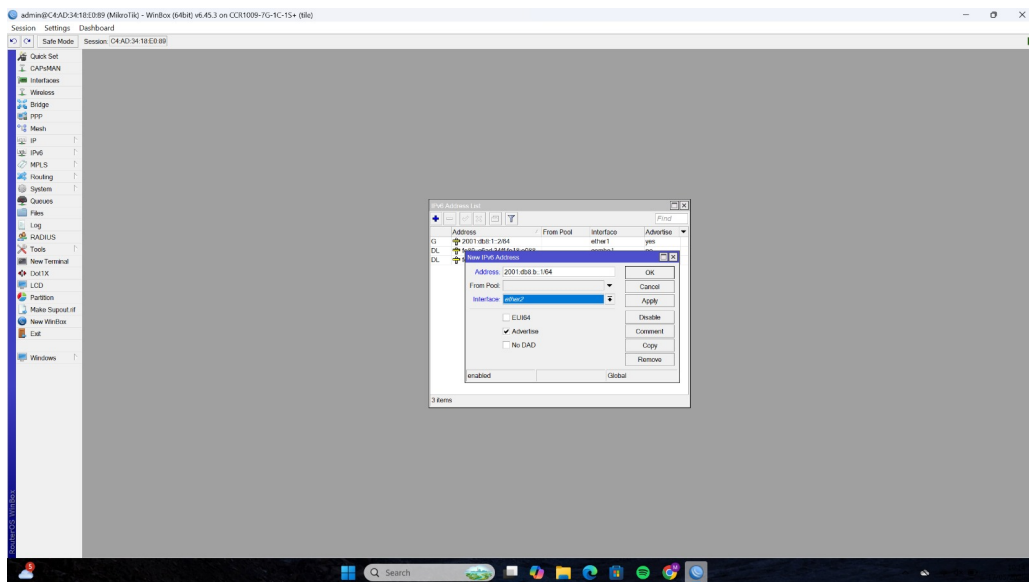 admin@C4:AD:34:18:E0:89 (MikroTik) - WinBox (64bit) v6.45.3 on CCR1009-7G-1C-1S+ (tile)
Session Settings Dashboard
Safe Mode Session: C4:AD:34:18:E0:89
Quick Set
CAPsMAN
Interfaces
Wireless
Bridge
PPP
Mesh
IP
IPv6
MPLS
Routing
System
Queues
Files
Log
RADIUS
Tools
New Terminal
Dot1X
LCD
Partition
Make Supout.rif
New WinBox
Exit
Windows
RouterOS WinBox
IPv6 Address List
Find
Address From Pool Interface Advertise
G 2001:db8:1::2/64 ether1 yes
DL
DL
New IPv6 Address
Address: 2001:db8:b::1/64 OK
From Pool: Cancel
Interface: ether2 Apply
EUI64 Disable
Advertise Comment
No DAD Copy
Remove
enabled Global
3 items
5
Search